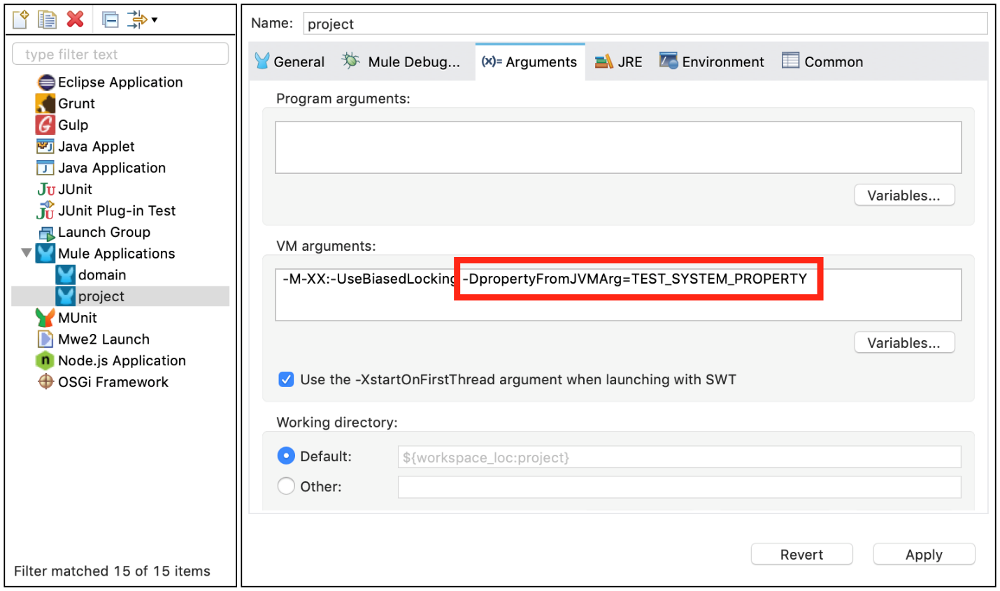 type filter text
Eclipse Application
Grunt
Gulp
Java Applet
Java Application
JUnit
JUnit Plug-in Test
Launch Group
Mule Applications
domain
project
MUnit
Mwe2 Launch
Node.js Application
OSGi Framework
Filter matched 15 of 15 items
Name: project
General Mule Debug... (x)= Arguments JRE Environment Common
Program arguments:
Variables...
VM arguments:
-M-XX:-UseBiasedLocking -DpropertyFromJVMArg=TEST_SYSTEM_PROPERTY
Variables...
Use the -XstartOnFirstThread argument when launching with SWT
Working directory:
Default: ${workspace_loc:project}
Other:
Revert Apply